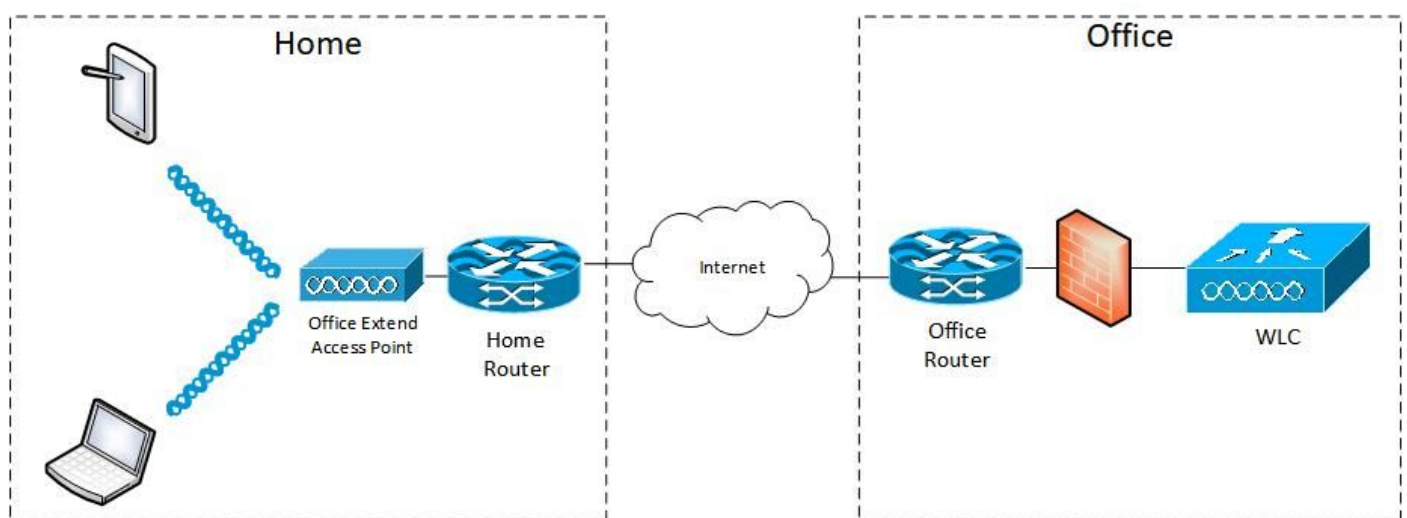 Home
Office
Internet
Office Extend
Access Point
Home
Router
Office
Router
WLC